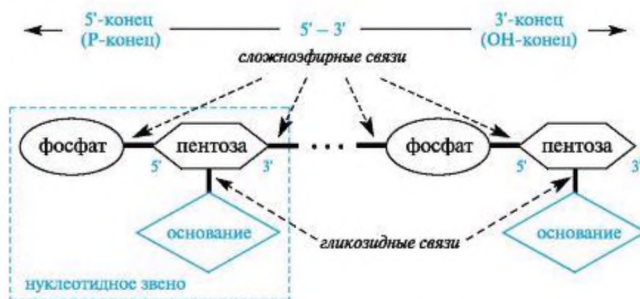 5'-конец
(Р-конец)
5' – 3'
3'-конец
(ОН-конец)
сложноэфирные связи
фосфат
5'
пентоза
3'
. . .
фосфат
5'
пентоза
3'
основание
гликозидные связи
основание
нуклеотидное звено